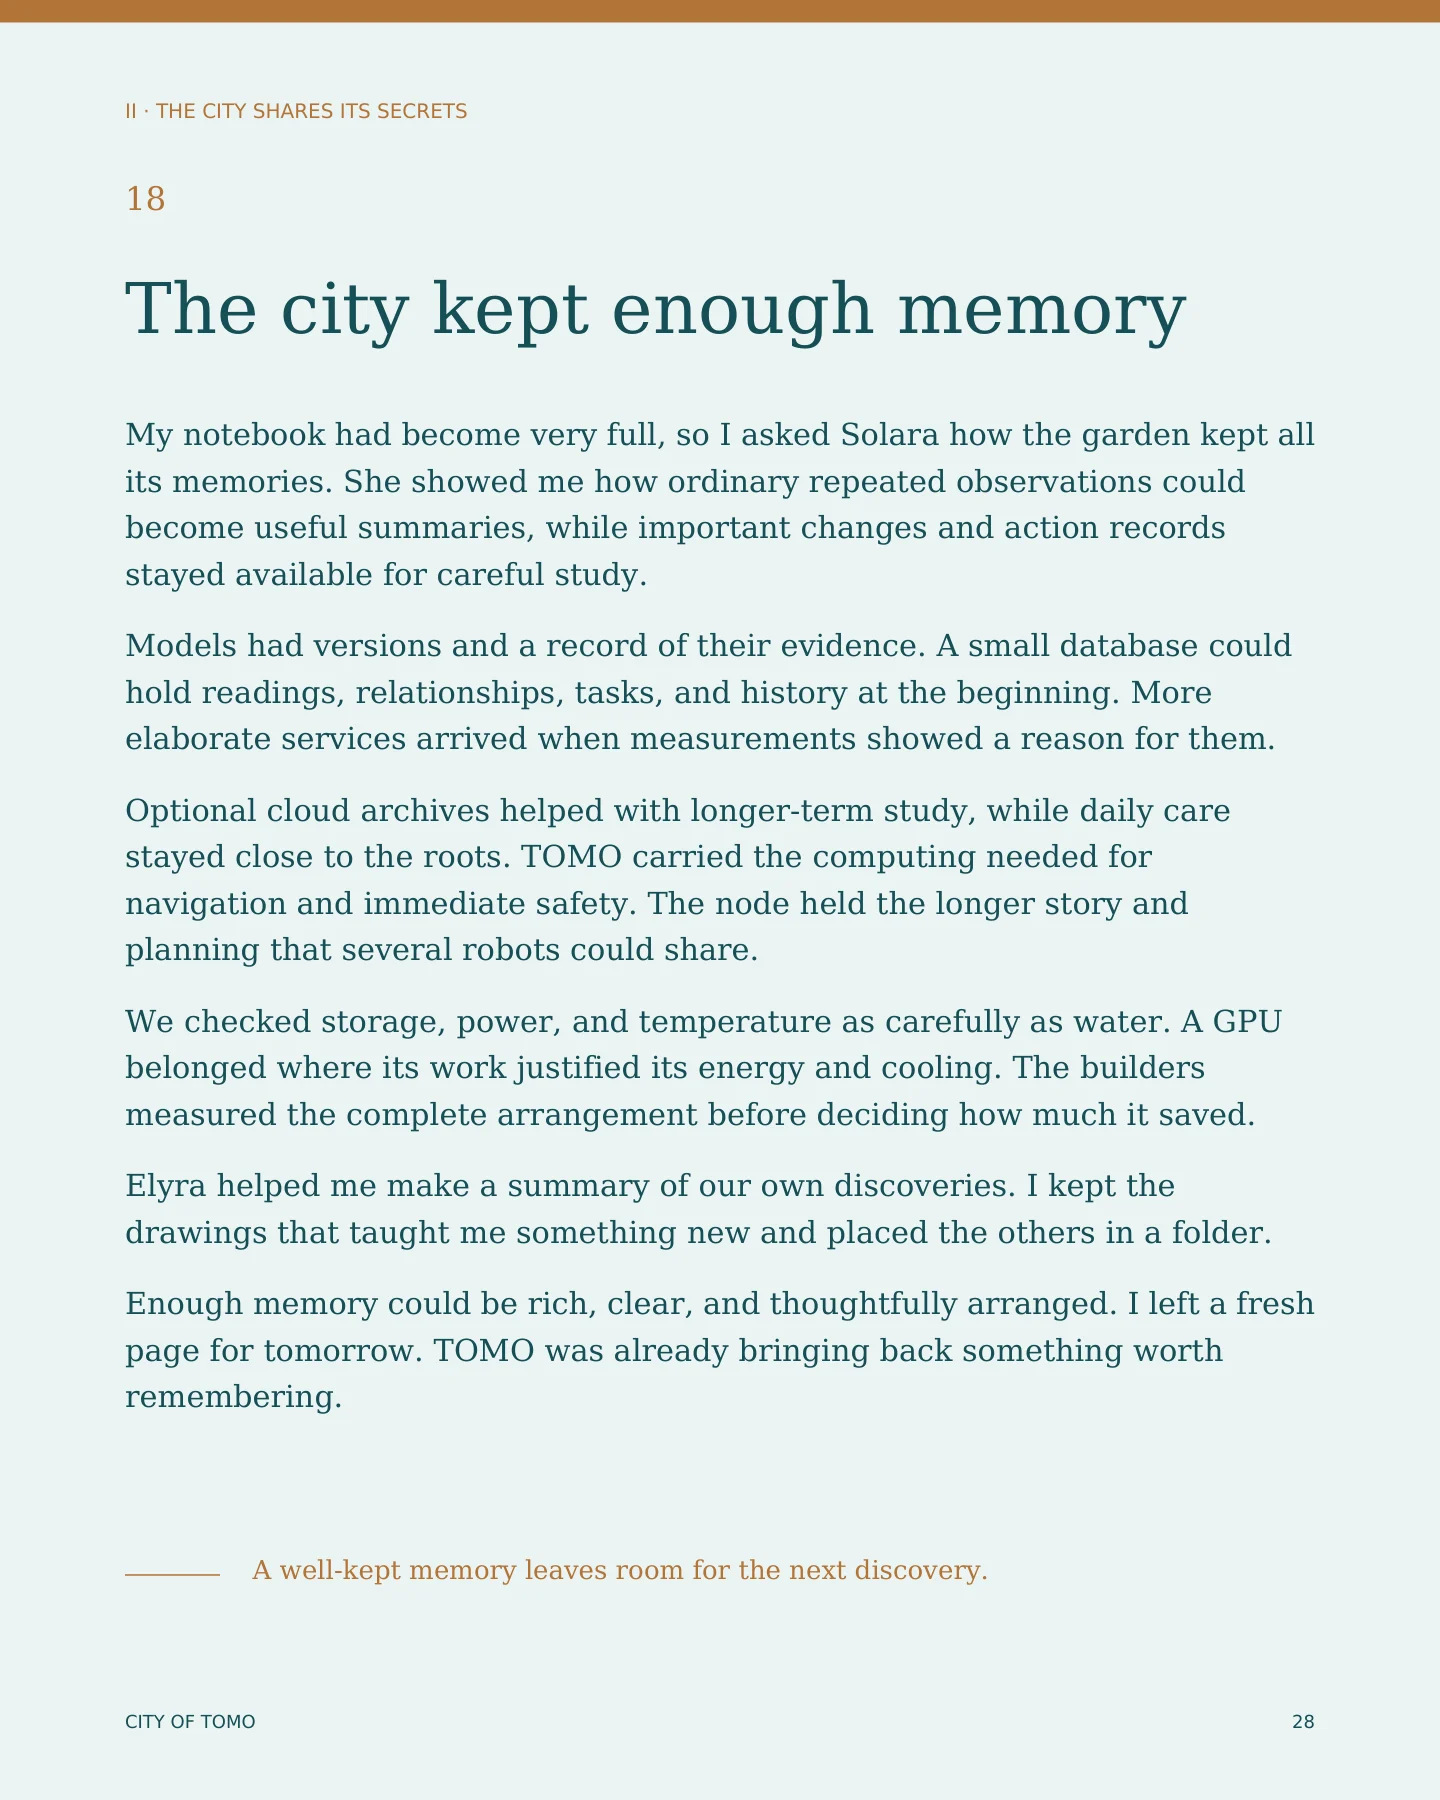 II · THE CITY SHARES ITS SECRETS
18
The city kept enough memory
My notebook had become very full, so I asked Solara how the garden kept all
its memories. She showed me how ordinary repeated observations could
become useful summaries, while important changes and action records
stayed available for careful study.
Models had versions and a record of their evidence. A small database could
hold readings, relationships, tasks, and history at the beginning. More
elaborate services arrived when measurements showed a reason for them.
Optional cloud archives helped with longer-term study, while daily care
stayed close to the roots. TOMO carried the computing needed for
navigation and immediate safety. The node held the longer story and
planning that several robots could share.
We checked storage, power, and temperature as carefully as water. A GPU
belonged where its work justified its energy and cooling. The builders
measured the complete arrangement before deciding how much it saved.
Elyra helped me make a summary of our own discoveries. I kept the
drawings that taught me something new and placed the others in a folder.
Enough memory could be rich, clear, and thoughtfully arranged. I left a fresh
page for tomorrow. TOMO was already bringing back something worth
remembering.
A well-kept memory leaves room for the next discovery.
CITY OF TOMO
28